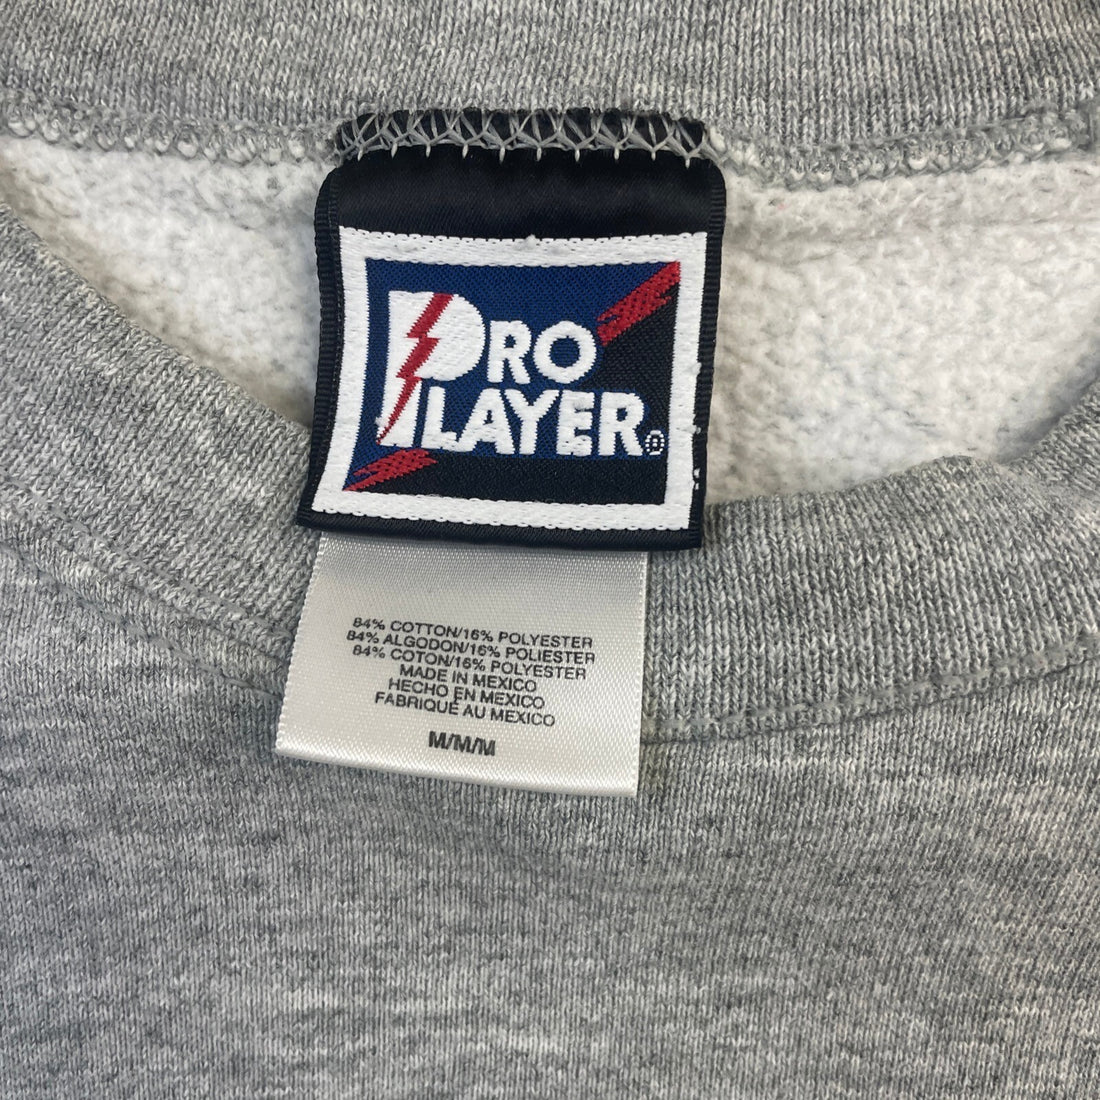 PRO
PLAYER®
84% COTTON/16% POLYESTER
84% ALGODON/16% POLIESTER
84% COTON/16% POLYESTER
MADE IN MEXICO
HECHO EN MEXICO
FABRIQUÉ AU MEXICO
M/M/M